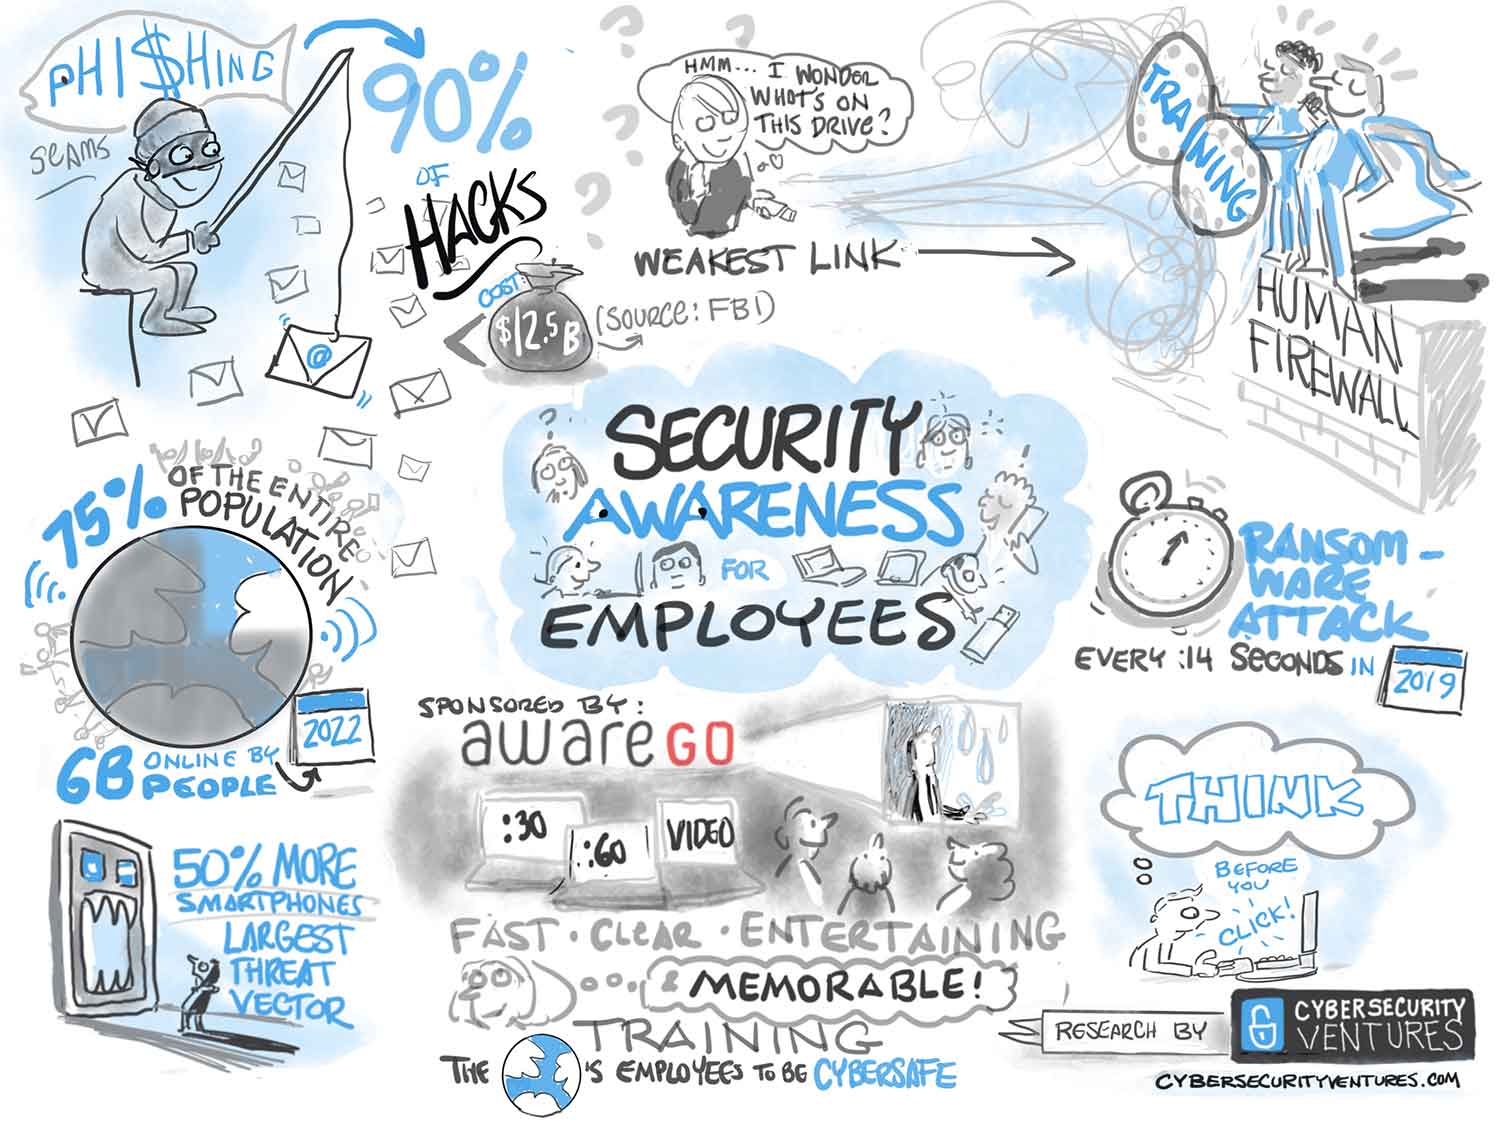 PHI$HING
SCAMS
90%
OF
HACKS
COST:
$12.5B
(SOURCE: FBI)
HMM... I WONDER
WHAT'S ON
THIS DRIVE?
WEAKEST LINK
TRAINING
HUMAN
FIREWALL
75%
OF THE ENTIRE
POPULATION
2022
6B ONLINE BY
PEOPLE
SECURITY
AWARENESS
FOR
EMPLOYEES
RANSOM-
WARE
ATTACK
EVERY :14 SECONDS IN
2019
SPONSORED BY:
aware GO
:30
:60
VIDEO
FAST · CLEAR · ENTERTAINING
& MEMORABLE!
TRAINING
THE 'S EMPLOYEES TO BE CYBERSAFE
50% MORE
SMARTPHONES
LARGEST
THREAT
VECTOR
THINK
BEFORE
YOU
CLICK!
@
RESEARCH BY
CYBERSECURITY
VENTURES
CYBERSECURITYVENTURES.COM